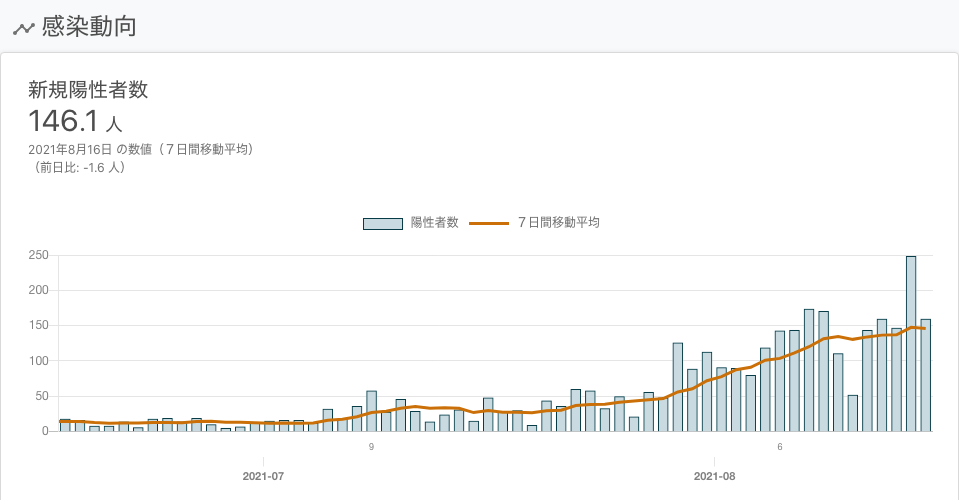 感染動向
新規陽性者数
146.1 人
2021年8月16日 の数値（７日間移動平均）
（前日比: -1.6 人）
陽性者数 ７日間移動平均
250
200
150
100
50
0
9 6
2021-07 2021-08